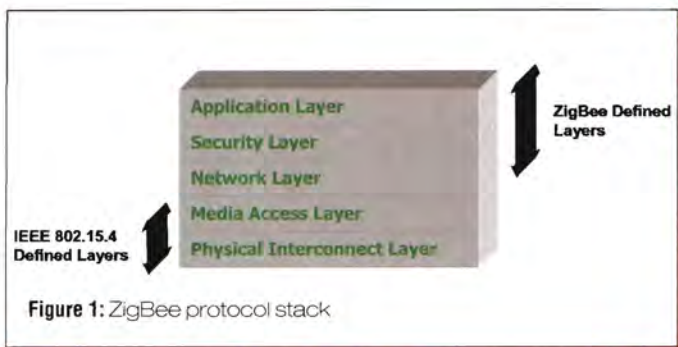 Application Layer
Security Layer
Network Layer
Media Access Layer
Physical Interconnect Layer
ZigBee Defined
Layers
IEEE 802.15.4
Defined Layers
Figure 1: ZigBee protocol stack